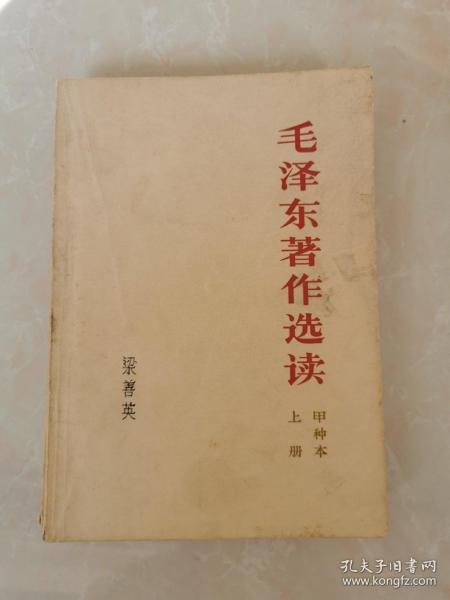 毛泽东著作选读
甲种本
上册
梁善英
孔夫子旧书网
www.kongfz.com